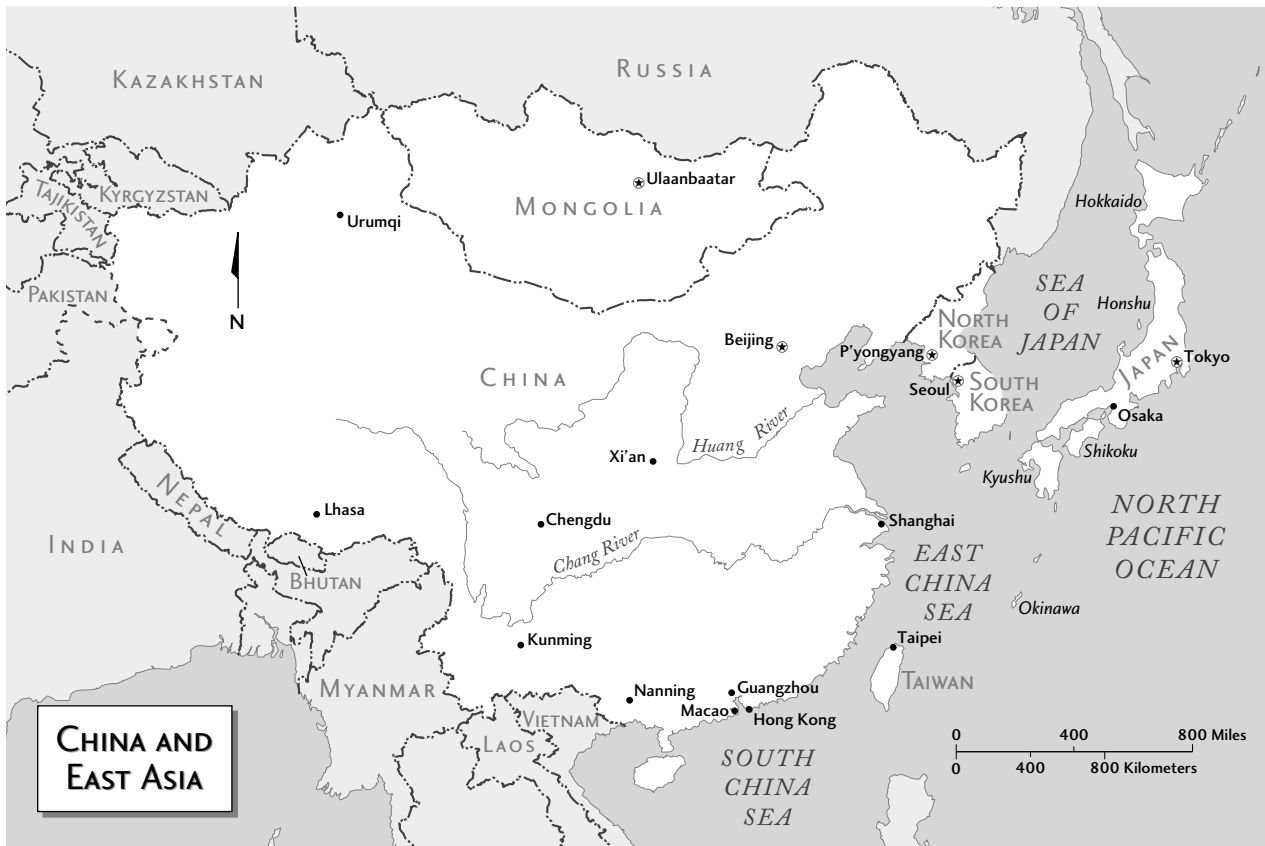 KAZAKHSTAN
RUSSIA
TAJIKISTAN
KYRGYZSTAN
Ulaanbaatar
MONGOLIA
Urumqi
Hokkaido
PAKISTAN
N
SEA
OF
JAPAN
Honshu
NORTH
KOREA
Beijing
P'yongyang
JAPAN
Tokyo
CHINA
Seoul
SOUTH
KOREA
Osaka
Huang River
Xi'an
Shikoku
Kyushu
NEPAL
Lhasa
Chengdu
Shanghai
NORTH
PACIFIC
OCEAN
INDIA
Chang River
EAST
CHINA
SEA
BHUTAN
Okinawa
Kunming
Taipei
TAIWAN
MYANMAR
Nanning
Guangzhou
Macao
Hong Kong
VIETNAM
LAOS
SOUTH
CHINA
SEA
0 400 800 Miles
0 400 800 Kilometers
CHINA AND
EAST ASIA